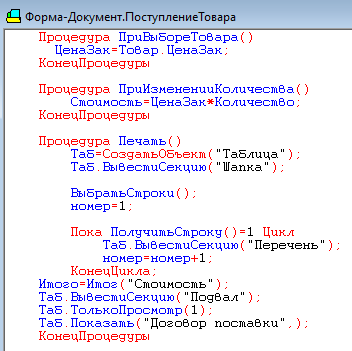 Форма-Документ.ПоступлениеТовара
Процедура ПриВыбореТовара()
ЦенаЗак=Товар.ЦенаЗак;
КонецПроцедуры
Процедура ПриИзмененииКоличества()
Стоимость=ЦенаЗак*Количество;
КонецПроцедуры
Процедура Печать()
Таб=СоздатьОбъект("Таблица");
Таб.ВывестиСекцию("Шапка");
ВыбратьСтроки();
номер=1;
Пока ПолучитьСтроку()=1 Цикл
Таб.ВывестиСекцию("Перечень");
номер=номер+1;
КонецЦикла;
Итого=Итог("Стоимость");
Таб.ВывестиСекцию("Подвал");
Таб.ТолькоПросмотр(1);
Таб.Показать("Договор поставки",);
КонецПроцедуры